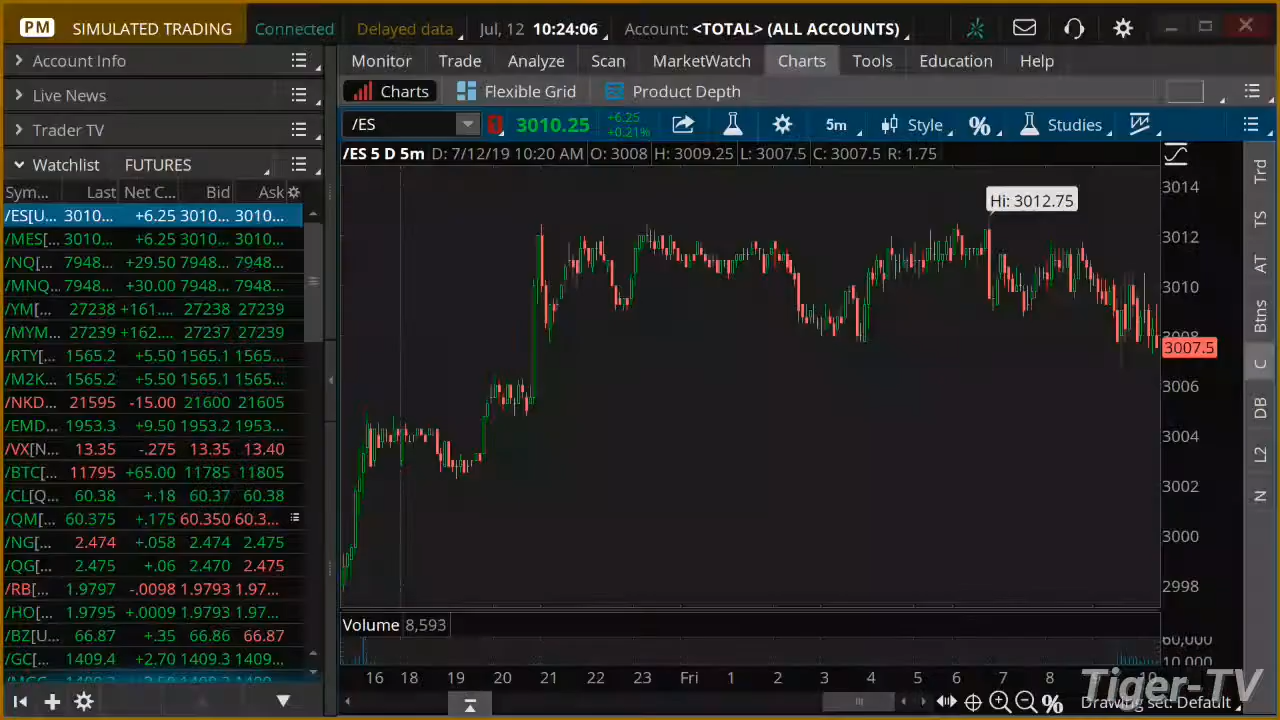 PM SIMULATED TRADING Connected Delayed data Jul, 12 10:24:06 Account: <TOTAL> (ALL ACCOUNTS)
Account Info
Live News
Trader TV
Watchlist FUTURES
Sym... Last Net C... Bid Ask
/ES[U... 3010... +6.25 3010... 3010...
/MES[... 3010... +6.25 3010... 3010...
/NQ[... 7948... +29.50 7948... 7948...
/MNQ... 7948... +30.00 7948... 7948...
/YM[... 27238 +161.... 27238 27239
/MYM... 27239 +162... 27237 27239
/RTY[... 1565.2 +5.50 1565.1 1565...
/M2K... 1565.2 +5.50 1565.1 1565...
/NKD... 21595 -15.00 21600 21605
/EMD... 1953.3 +9.50 1953.2 1953...
/VX[N... 13.35 -.275 13.35 13.40
/BTC[... 11795 +65.00 11785 11805
/CL[Q... 60.38 +.18 60.37 60.38
/QM[... 60.375 +.175 60.350 60.3...
/NG[... 2.474 +.058 2.474 2.475
/QG[... 2.475 +.06 2.470 2.475
/RB[... 1.9797 -.0098 1.9793 1.97...
/HO[... 1.9795 +.0009 1.9793 1.97...
/BZ[U... 66.87 +.35 66.86 66.87
/GC[... 1409.4 +2.70 1409.3 1409...
Monitor Trade Analyze Scan MarketWatch Charts Tools Education Help
Charts Flexible Grid Product Depth
/ES 1 3010.25 +6.25 +0.21% 5m Style % Studies
/ES 5 D 5m D: 7/12/19 10:20 AM O: 3008 H: 3009.25 L: 3007.5 C: 3007.5 R: 1.75
Hi: 3012.75
3014
3012
3010
3008
3007.5
3006
3004
3002
3000
2998
Volume 8,593
60,000
10,000
16 18 19 20 21 22 23 Fri 1 2 3 4 5 6 7 8 9
% Drawing set: Default
Tiger-TV
Trd
TS
AT
Btns
C
DB
L2
N